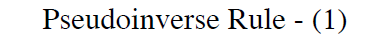 Pseudoinverse Rule - (1)